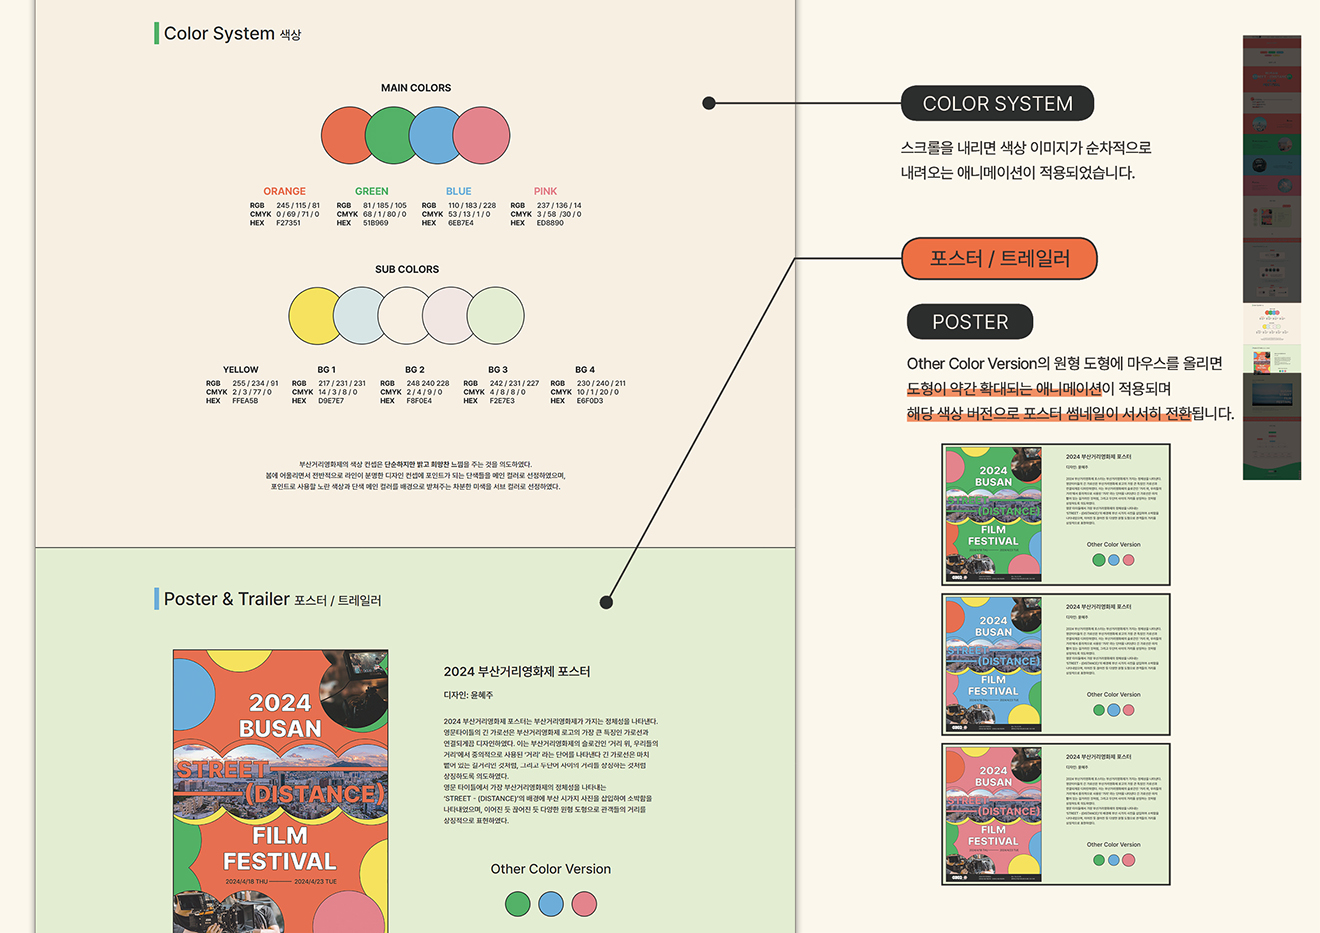 Color System 색상
MAIN COLORS
ORANGE
RGB 245 / 115 / 81
CMYK 0 / 69 / 71 / 0
HEX F27351
GREEN
RGB 81 / 185 / 105
CMYK 68 / 1 / 80 / 0
HEX 51B969
BLUE
RGB 110 / 183 / 228
CMYK 53 / 13 / 1 / 0
HEX 6EB7E4
PINK
RGB 237 / 136 / 14
CMYK 3 / 58 /30 / 0
HEX ED8890
SUB COLORS
YELLOW
RGB 255 / 234 / 91
CMYK 2 / 3 / 77 / 0
HEX FFEA5B
BG 1
RGB 217 / 231 / 231
CMYK 14 / 3 / 8 / 0
HEX D9E7E7
BG 2
RGB 248 240 228
CMYK 2 / 4 / 9 / 0
HEX F8F0E4
BG 3
RGB 242 / 231 / 227
CMYK 4 / 8 / 8 / 0
HEX F2E7E3
BG 4
RGB 230 / 240 / 211
CMYK 10 / 1 / 20 / 0
HEX E6F0D3
부산거리영화제의 색상 컨셉은 단순하지만 밝고 희망찬 느낌을 주는 것을 의도하였다.
봄에 어울리면서 전반적으로 라인이 분명한 디자인 컨셉에 포인트가 되는 단색들을 메인 컬러로 선정하였으며,
포인트로 사용할 노란 색상과 단색 메인 컬러를 배경으로 받쳐주는 차분한 미색을 서브 컬러로 선정하였다.
Poster & Trailer 포스터 / 트레일러
2024
BUSAN
STREET
(DISTANCE)
FILM
FESTIVAL
2024/4/18 THU
2024/4/23 TUE
2024 부산거리영화제 포스터
디자인: 윤혜주
2024 부산거리영화제 포스터는 부산거리영화제가 가지는 정체성을 나타낸다.
영문타이틀의 긴 가로선은 부산거리영화제 로고의 가장 큰 특징인 가로선과
연결되게끔 디자인하였다. 이는 부산거리영화제의 슬로건인 '거리 위, 우리들의
거리'에서 중의적으로 사용된 '거리' 라는 단어를 나타낸다 긴 가로선은 마치
뻗어 있는 길거리인 것처럼, 그리고 두단어 사이의 거리를 상징하는 것처럼
상징하도록 의도하였다.
영문 타이틀에서 가장 부산거리영화제의 정체성을 나타내는
'STREET - (DISTANCE)'의 배경에 부산 시가지 사진을 삽입하여 소박함을
나타내었으며, 이어진 듯 끊어진 듯 다양한 원형 도형으로 관객들의 거리를
상징적으로 표현하였다.
Other Color Version
COLOR SYSTEM
스크롤을 내리면 색상 이미지가 순차적으로
내려오는 애니메이션이 적용되었습니다.
포스터 / 트레일러
POSTER
Other Color Version의 원형 도형에 마우스를 올리면
도형이 약간 확대되는 애니메이션이 적용되며
해당 색상 버전으로 포스터 썸네일이 서서히 전환됩니다.
2024
BUSAN
STREET
(DISTANCE)
FILM
FESTIVAL
2024 부산거리영화제 포스터
디자인: 윤혜주
Other Color Version
2024
BUSAN
STREET
(DISTANCE)
FILM
FESTIVAL
2024 부산거리영화제 포스터
디자인: 윤혜주
Other Color Version
2024
BUSAN
STREET
(DISTANCE)
FILM
FESTIVAL
2024 부산거리영화제 포스터
디자인: 윤혜주
Other Color Version